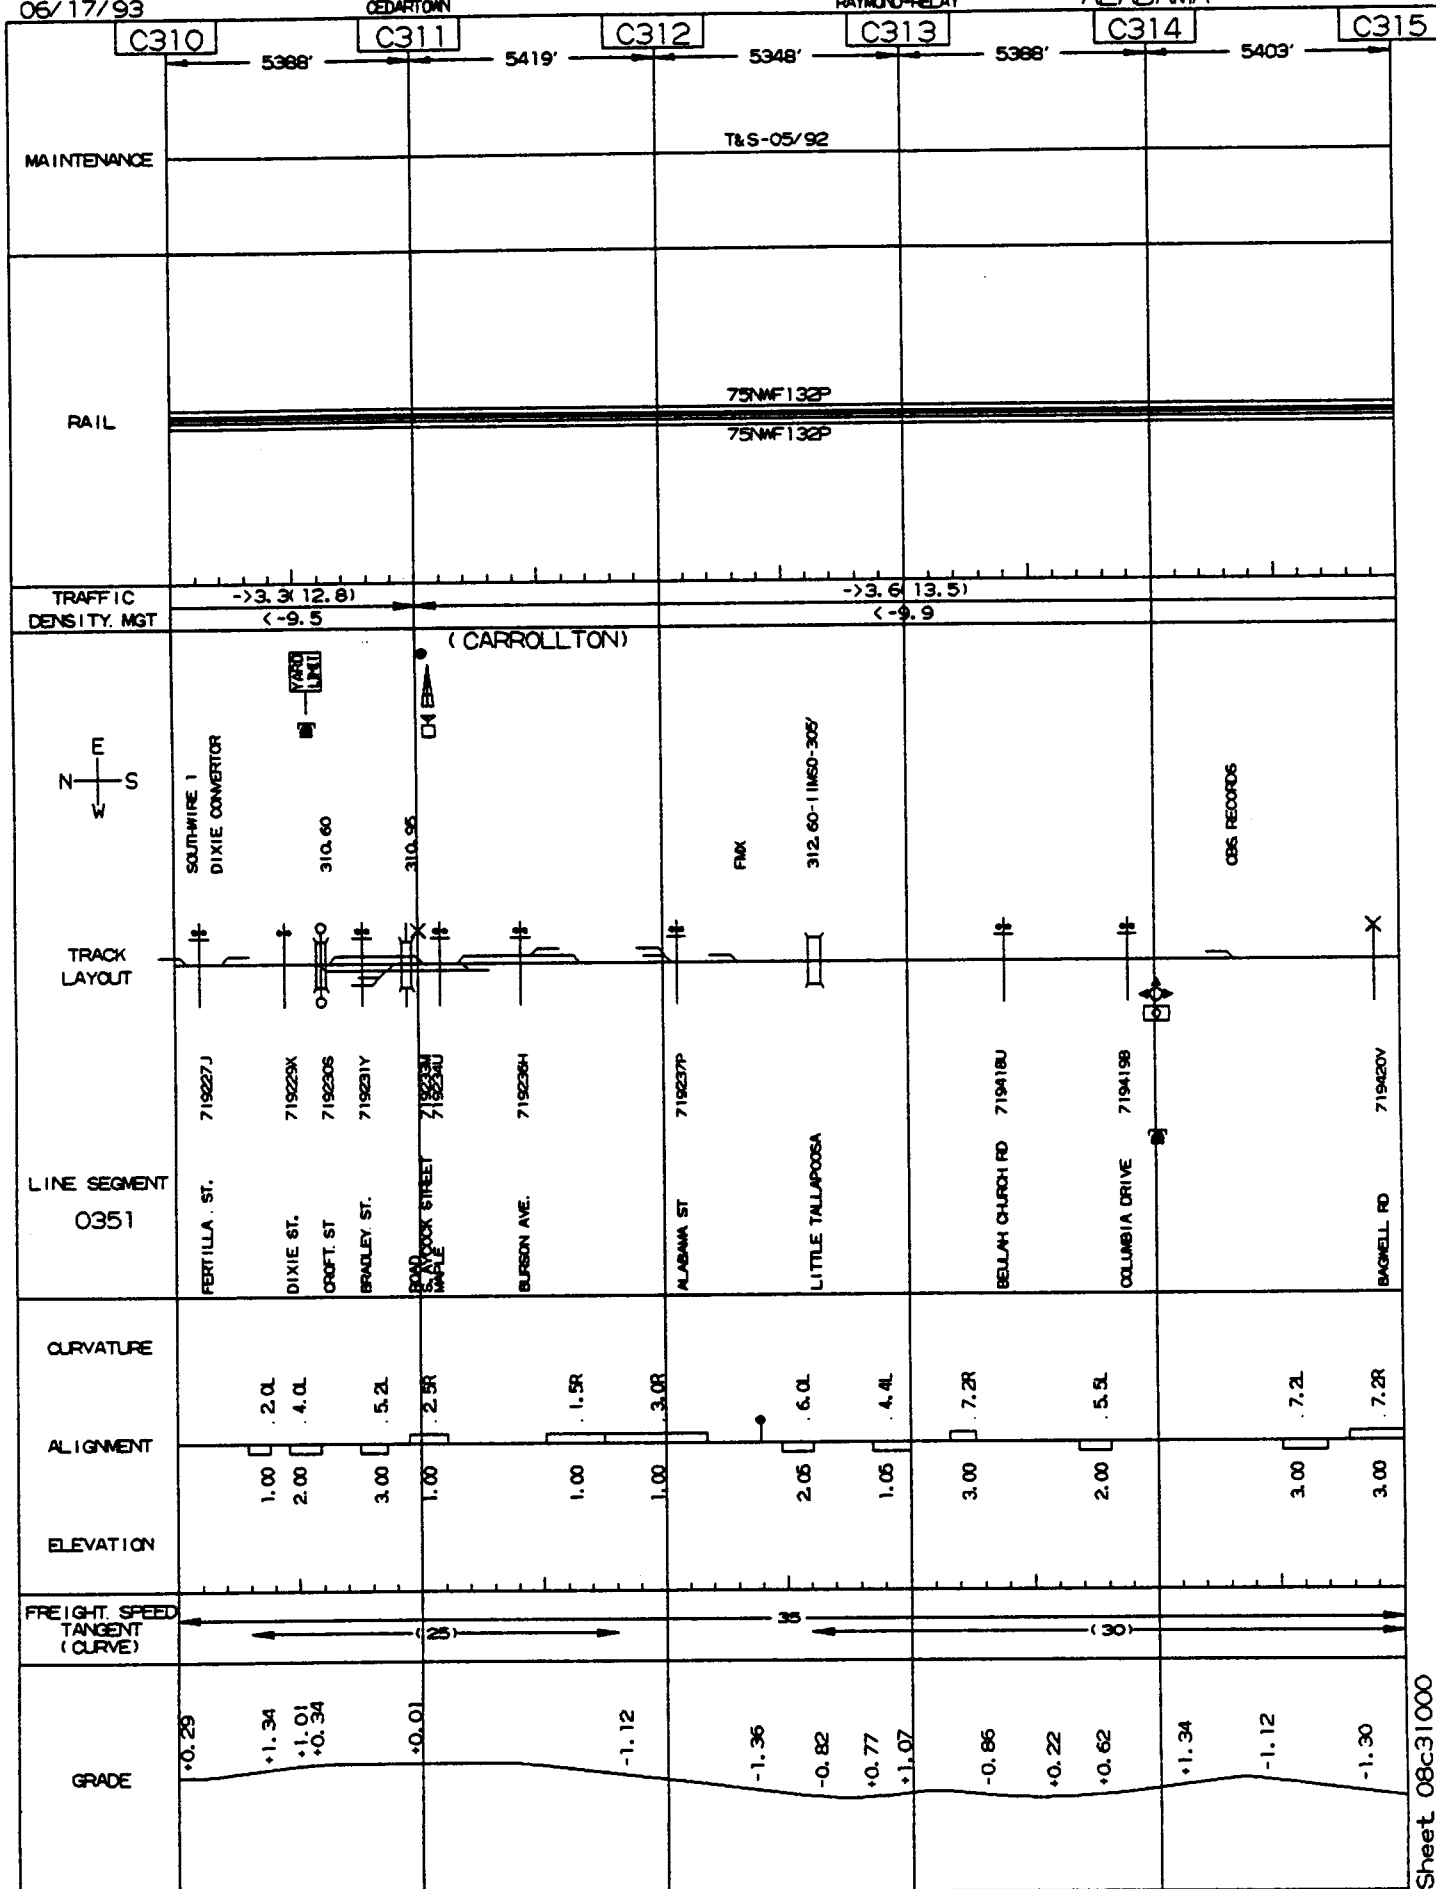 06/17/93
CEDARTOWN
RAYMOND-RELAY
ALABAMA
C310
C311
C312
C313
C314
C315
5388'
5419'
5348'
5388'
5403'
MAINTENANCE
T&S-05/92
RAIL
75NWF132P
75NWF132P
TRAFFIC
DENSITY. MGT
->3.3(12.8)
<-9.5
->3.6(13.5)
<-9.9
(CARROLLTON)
YARD
LIMIT
E
N S
W
SOUTHWIRE 1
DIXIE CONVERTOR
310.60
310.95
FMX
312.60-11M60-305'
OBS. RECORDS
TRACK
LAYOUT
719227J
719229X
719230S
719231Y
719233M
719234U
719236H
719237P
719418U
719419B
719420V
LINE SEGMENT
0351
FERTILLA. ST.
DIXIE ST.
CROFT. ST
BRADLEY. ST.
ROAD
S. AYCOCK STREET
MAPLE
BURSON AVE.
ALABAMA ST
LITTLE TALLAPOOSA
BEULAH CHURCH RD
COLUMBIA DRIVE
BAGWELL RD
CURVATURE
2.0L
4.0L
5.2L
2.5R
1.5R
3.0R
6.0L
4.4L
7.2R
5.5L
7.2L
7.2R
ALIGNMENT
1.00
2.00
3.00
1.00
1.00
1.00
2.05
1.05
3.00
2.00
3.00
3.00
ELEVATION
FREIGHT. SPEED
TANGENT
(CURVE)
35
(25)
(30)
GRADE
+0.29
+1.34
+1.01
+0.34
+0.01
-1.12
-1.36
-0.82
+0.77
+1.07
-0.86
+0.22
+0.62
+1.34
-1.12
-1.30
Sheet 08c31000